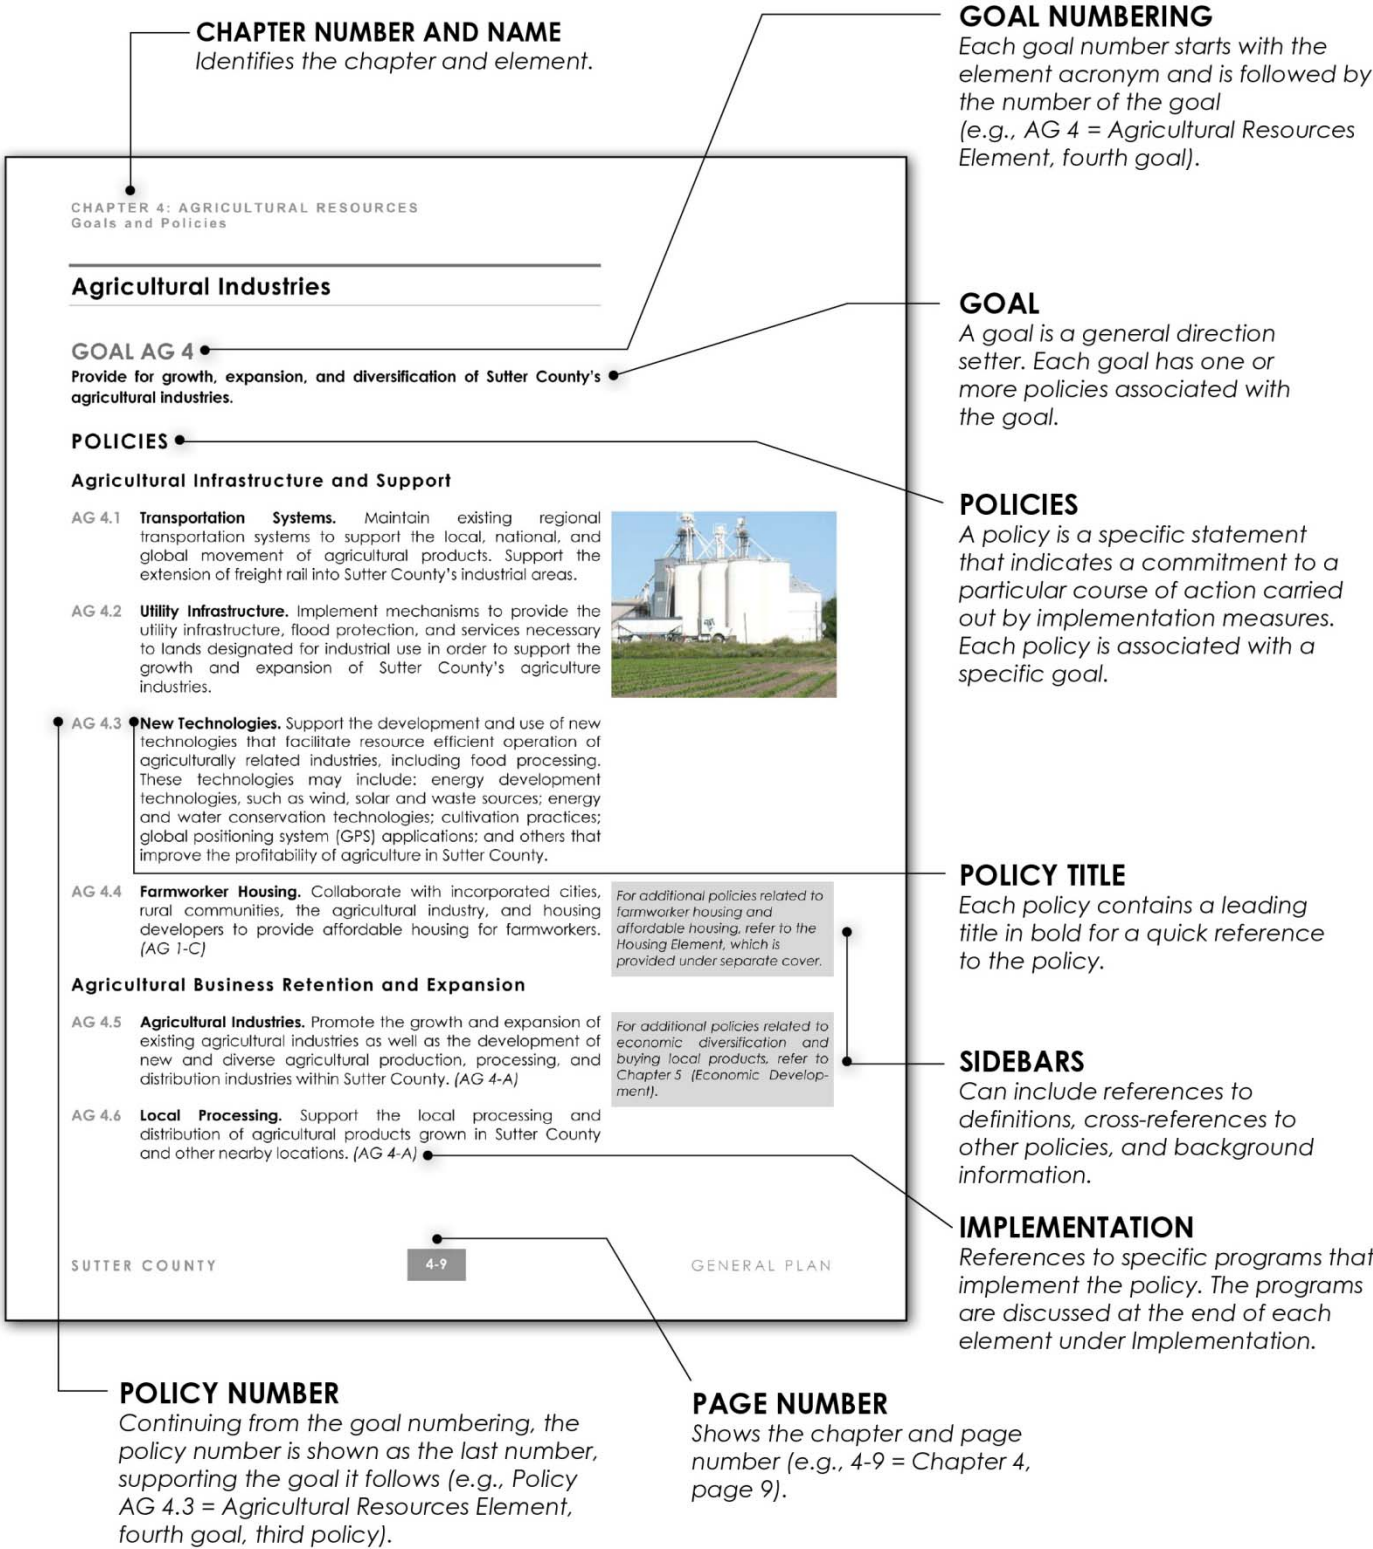 CHAPTER NUMBER AND NAME
Identifies the chapter and element.
GOAL NUMBERING
Each goal number starts with the
element acronym and is followed by
the number of the goal
(e.g., AG 4 = Agricultural Resources
Element, fourth goal).
CHAPTER 4: AGRICULTURAL RESOURCES
Goals and Policies
Agricultural Industries
GOAL AG 4
Provide for growth, expansion, and diversification of Sutter County's
agricultural industries.
GOAL
A goal is a general direction
setter. Each goal has one or
more policies associated with
the goal.
POLICIES
Agricultural Infrastructure and Support
AG 4.1 Transportation Systems. Maintain existing regional
transportation systems to support the local, national, and
global movement of agricultural products. Support the
extension of freight rail into Sutter County's industrial areas.
AG 4.2 Utility Infrastructure. Implement mechanisms to provide the
utility infrastructure, flood protection, and services necessary
to lands designated for industrial use in order to support the
growth and expansion of Sutter County's agriculture
industries.
POLICIES
A policy is a specific statement
that indicates a commitment to a
particular course of action carried
out by implementation measures.
Each policy is associated with a
specific goal.
AG 4.3 New Technologies. Support the development and use of new
technologies that facilitate resource efficient operation of
agriculturally related industries, including food processing.
These technologies may include: energy development
technologies, such as wind, solar and waste sources; energy
and water conservation technologies; cultivation practices;
global positioning system (GPS) applications; and others that
improve the profitability of agriculture in Sutter County.
POLICY TITLE
Each policy contains a leading
title in bold for a quick reference
to the policy.
AG 4.4 Farmworker Housing. Collaborate with incorporated cities,
rural communities, the agricultural industry, and housing
developers to provide affordable housing for farmworkers.
(AG 1-C)
For additional policies related to
farmworker housing and
affordable housing, refer to the
Housing Element, which is
provided under separate cover.
Agricultural Business Retention and Expansion
AG 4.5 Agricultural Industries. Promote the growth and expansion of
existing agricultural industries as well as the development of
new and diverse agricultural production, processing, and
distribution industries within Sutter County. (AG 4-A)
For additional policies related to
economic diversification and
buying local products, refer to
Chapter 5 (Economic Develop-
ment).
SIDEBARS
Can include references to
definitions, cross-references to
other policies, and background
information.
AG 4.6 Local Processing. Support the local processing and
distribution of agricultural products grown in Sutter County
and other nearby locations. (AG 4-A)
IMPLEMENTATION
References to specific programs that
implement the policy. The programs
are discussed at the end of each
element under Implementation.
SUTTER COUNTY
4-9
GENERAL PLAN
POLICY NUMBER
Continuing from the goal numbering, the
policy number is shown as the last number,
supporting the goal it follows (e.g., Policy
AG 4.3 = Agricultural Resources Element,
fourth goal, third policy).
PAGE NUMBER
Shows the chapter and page
number (e.g., 4-9 = Chapter 4,
page 9).